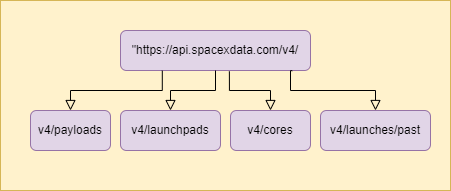 "https://api.spacexdata.com/v4/
v4/payloads
v4/launchpads
v4/cores
v4/launches/past